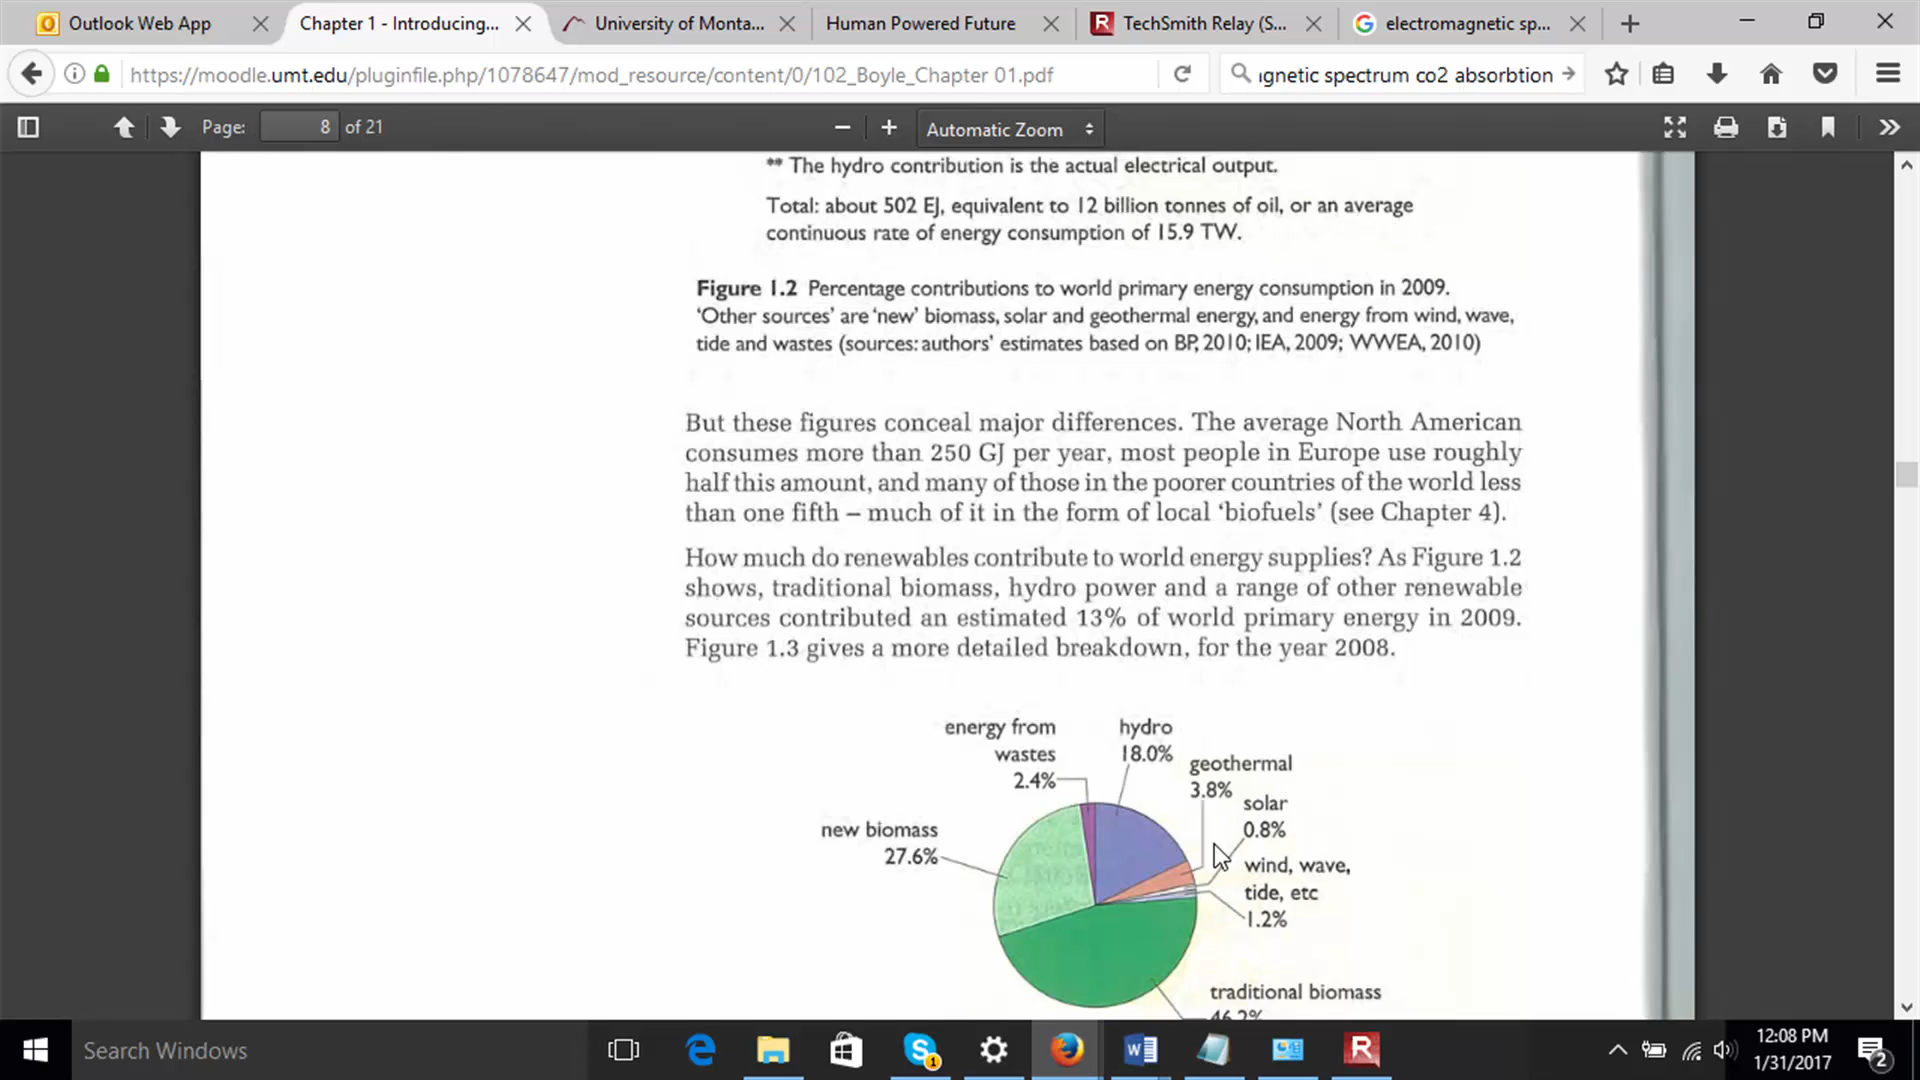 Outlook Web App
Chapter 1 - Introducing...
University of Monta...
Human Powered Future
TechSmith Relay (S...
electromagnetic sp...
https://moodle.umt.edu/pluginfile.php/1078647/mod_resource/content/0/102_Boyle_Chapter 01.pdf
ıgnetic spectrum co2 absorbtion
Page: 8 of 21
Automatic Zoom
** The hydro contribution is the actual electrical output.
Total: about 502 EJ, equivalent to 12 billion tonnes of oil, or an average
continuous rate of energy consumption of 15.9 TW.
Figure 1.2 Percentage contributions to world primary energy consumption in 2009.
‘Other sources’ are ‘new’ biomass, solar and geothermal energy, and energy from wind, wave,
tide and wastes (sources: authors’ estimates based on BP, 2010; IEA, 2009; WWEA, 2010)
But these figures conceal major differences. The average North American
consumes more than 250 GJ per year, most people in Europe use roughly
half this amount, and many of those in the poorer countries of the world less
than one fifth – much of it in the form of local ‘biofuels’ (see Chapter 4).
How much do renewables contribute to world energy supplies? As Figure 1.2
shows, traditional biomass, hydro power and a range of other renewable
sources contributed an estimated 13% of world primary energy in 2009.
Figure 1.3 gives a more detailed breakdown, for the year 2008.
energy from
wastes
2.4%
hydro
18.0%
geothermal
3.8%
solar
0.8%
new biomass
27.6%
wind, wave,
tide, etc
1.2%
traditional biomass
46.2%
Search Windows
12:08 PM
1/31/2017